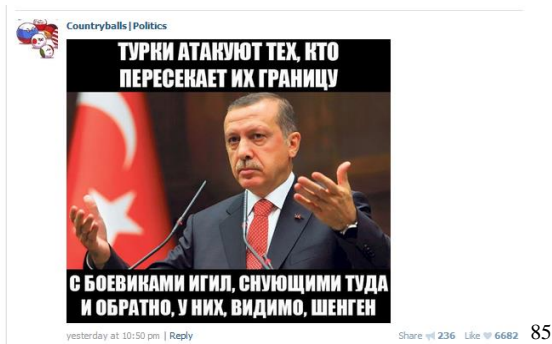 Countryballs|Politics
ТУРКИ АТАКУЮТ ТЕХ, КТО
ПЕРЕСЕКАЕТ ИХ ГРАНИЦУ
С БОЕВИКАМИ ИГИЛ, СНУЮЩИМИ ТУДА
И ОБРАТНО, У НИХ, ВИДИМО, ШЕНГЕН
yesterday at 10:50 pm | Reply Share 236 Like 6682 85